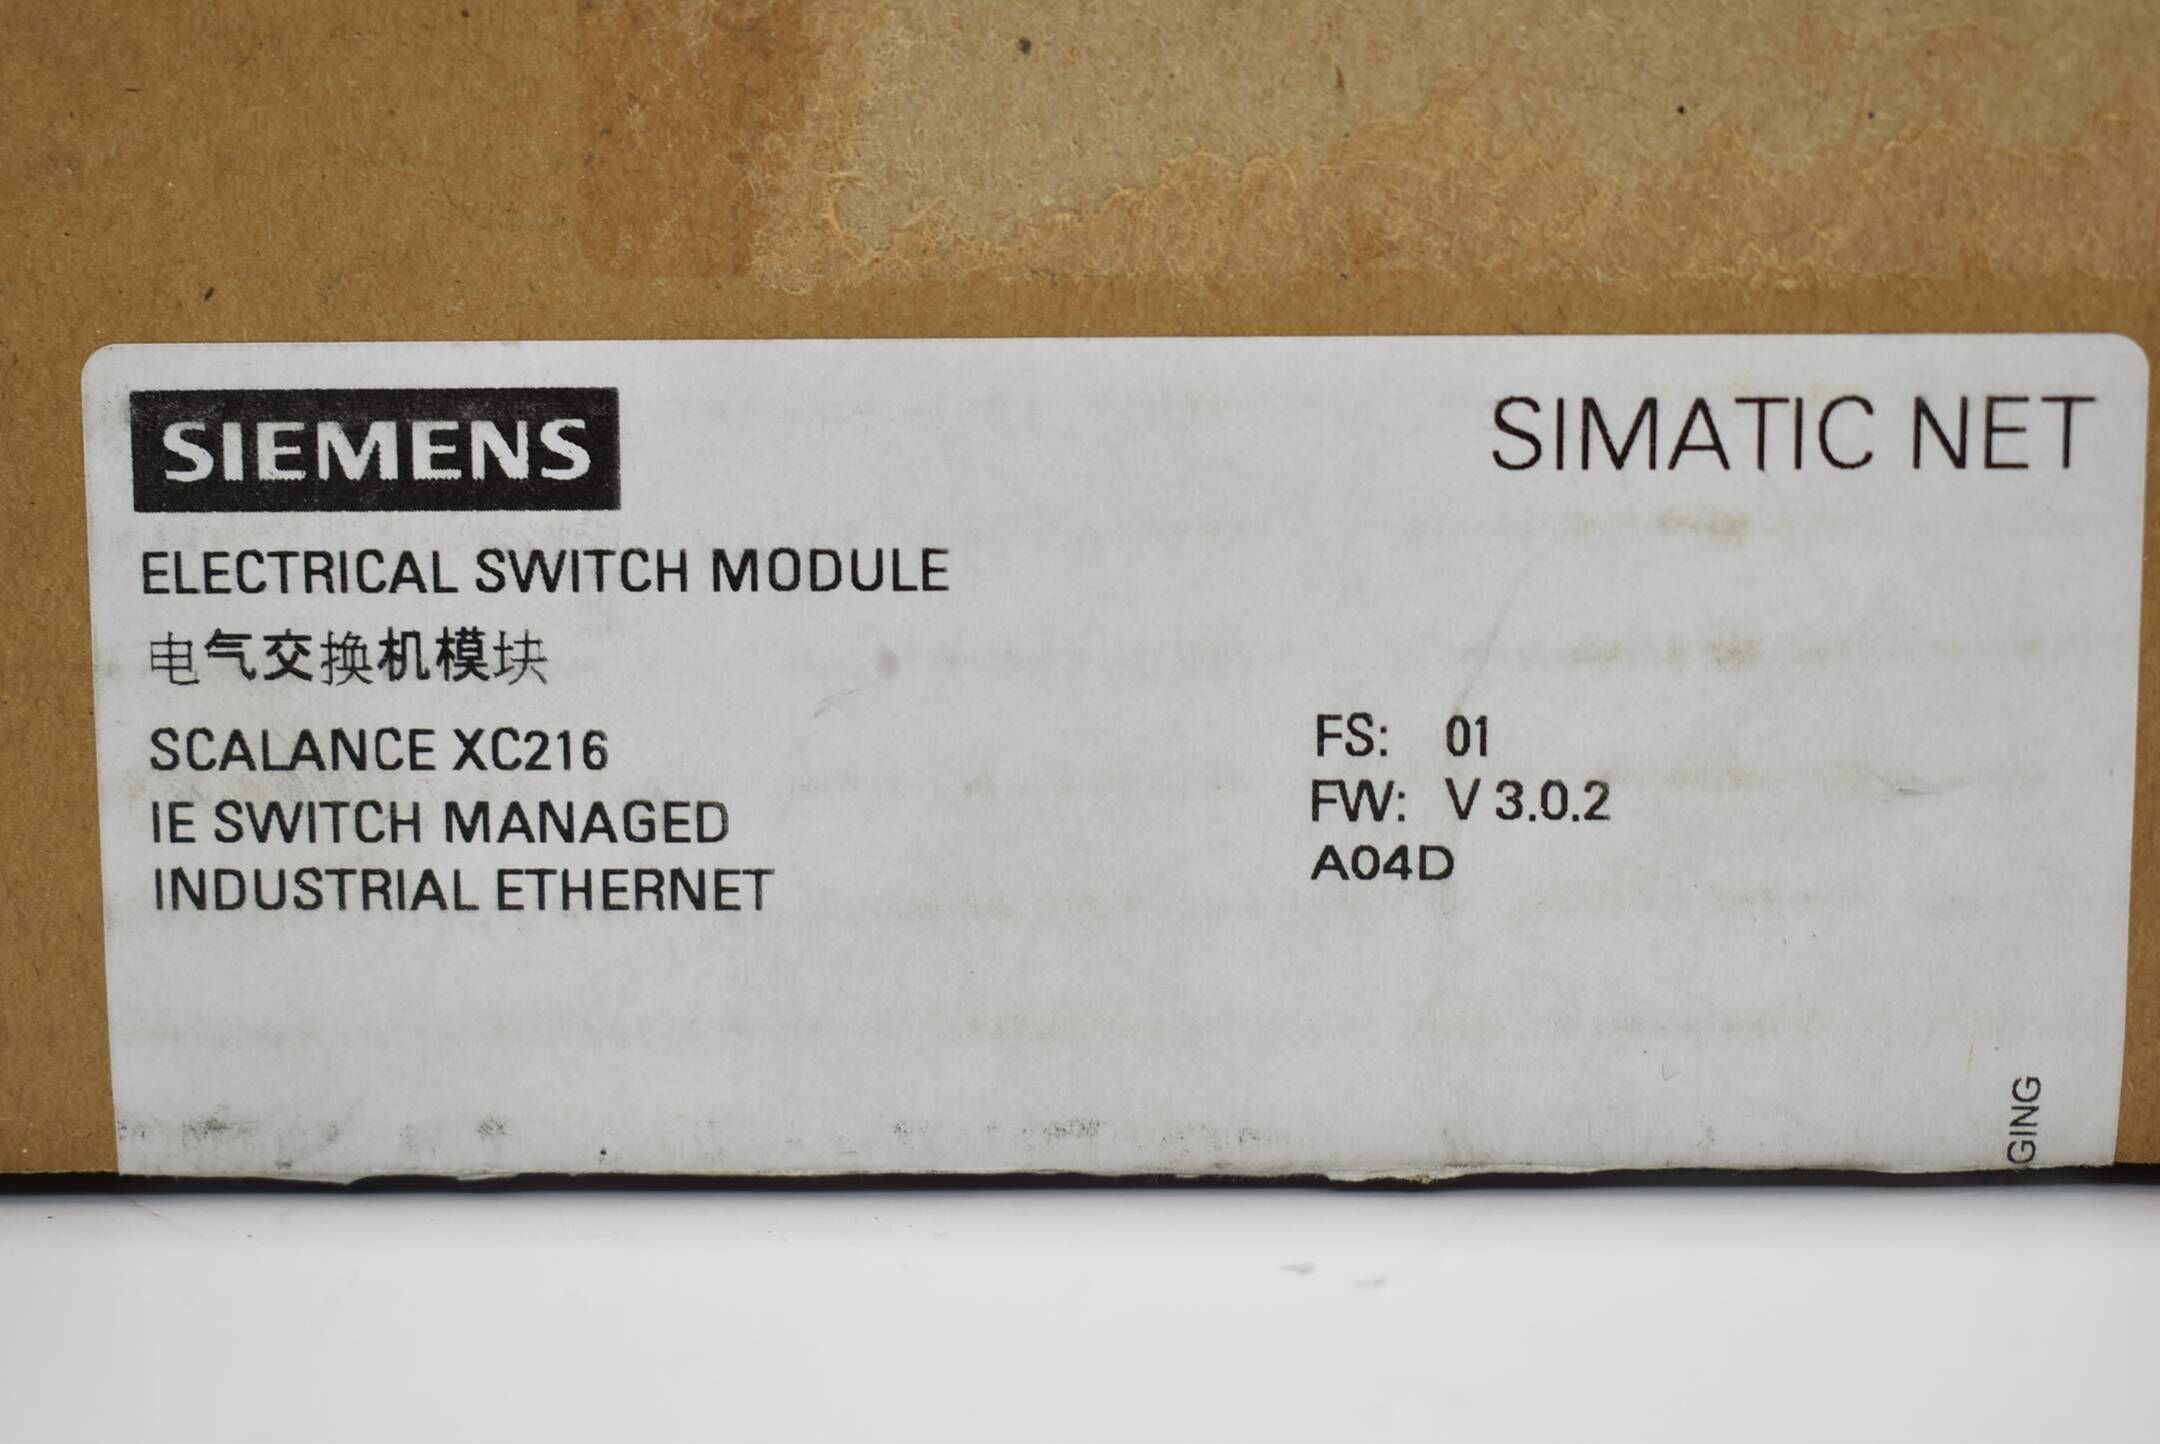 SIEMENS
SIMATIC NET
ELECTRICAL SWITCH MODULE
电气交换机模块
SCALANCE XC216
IE SWITCH MANAGED
INDUSTRIAL ETHERNET
FS: 01
FW: V 3.0.2
A04D
GING